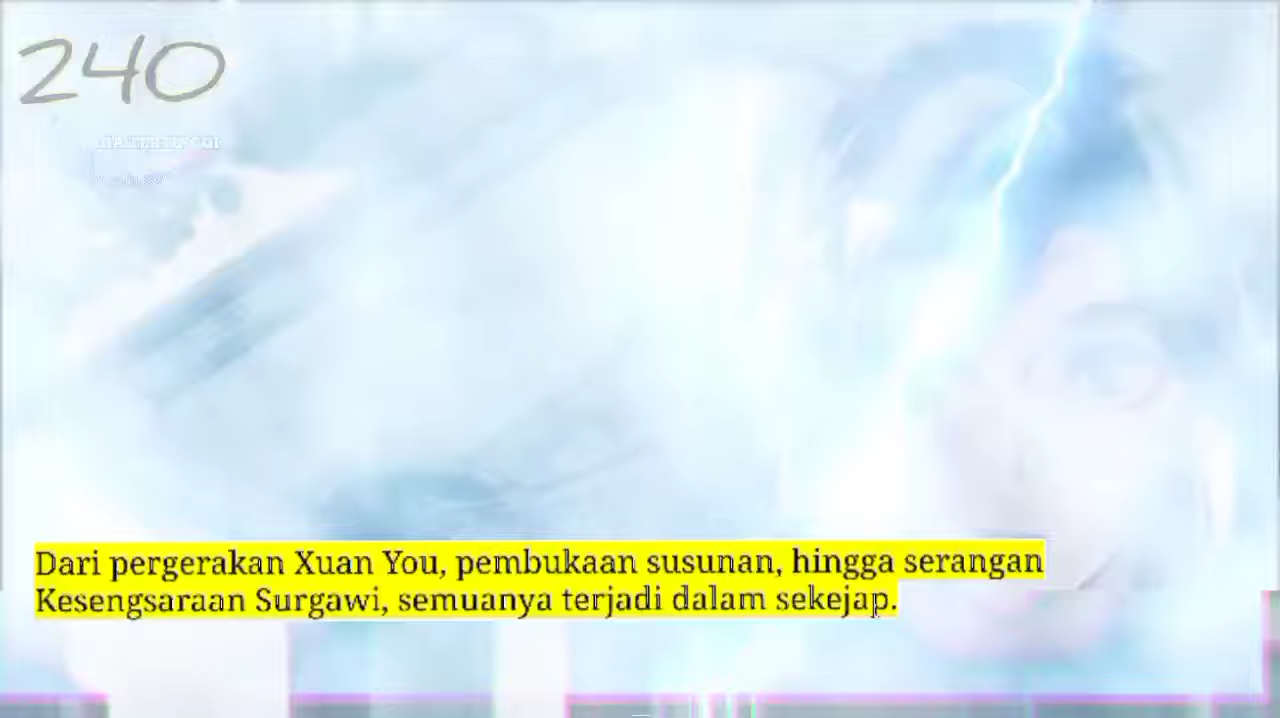 240
Dari pergerakan Xuan You, pembukaan susunan, hingga serangan
Kesengsaraan Surgawi, semuanya terjadi dalam sekejap.